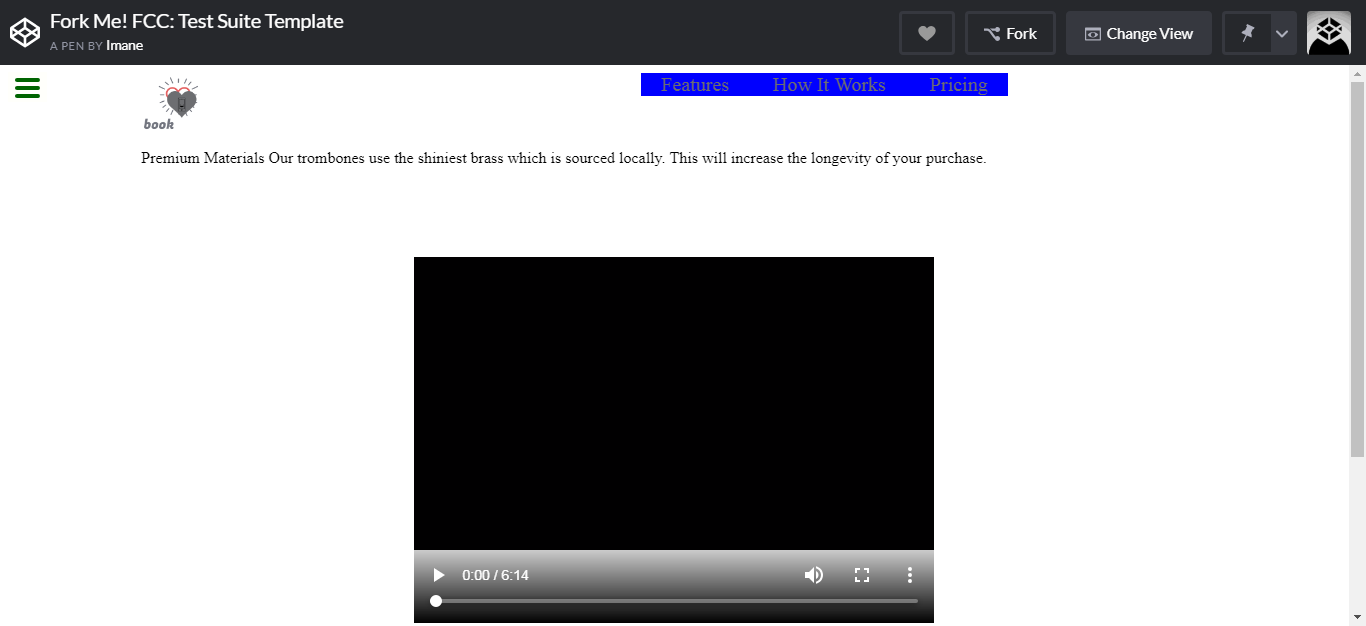 Fork Me! FCC: Test Suite Template
A PEN BY Imane
Fork
Change View
book
Features How It Works Pricing
Premium Materials Our trombones use the shiniest brass which is sourced locally. This will increase the longevity of your purchase.
0:00 / 6:14